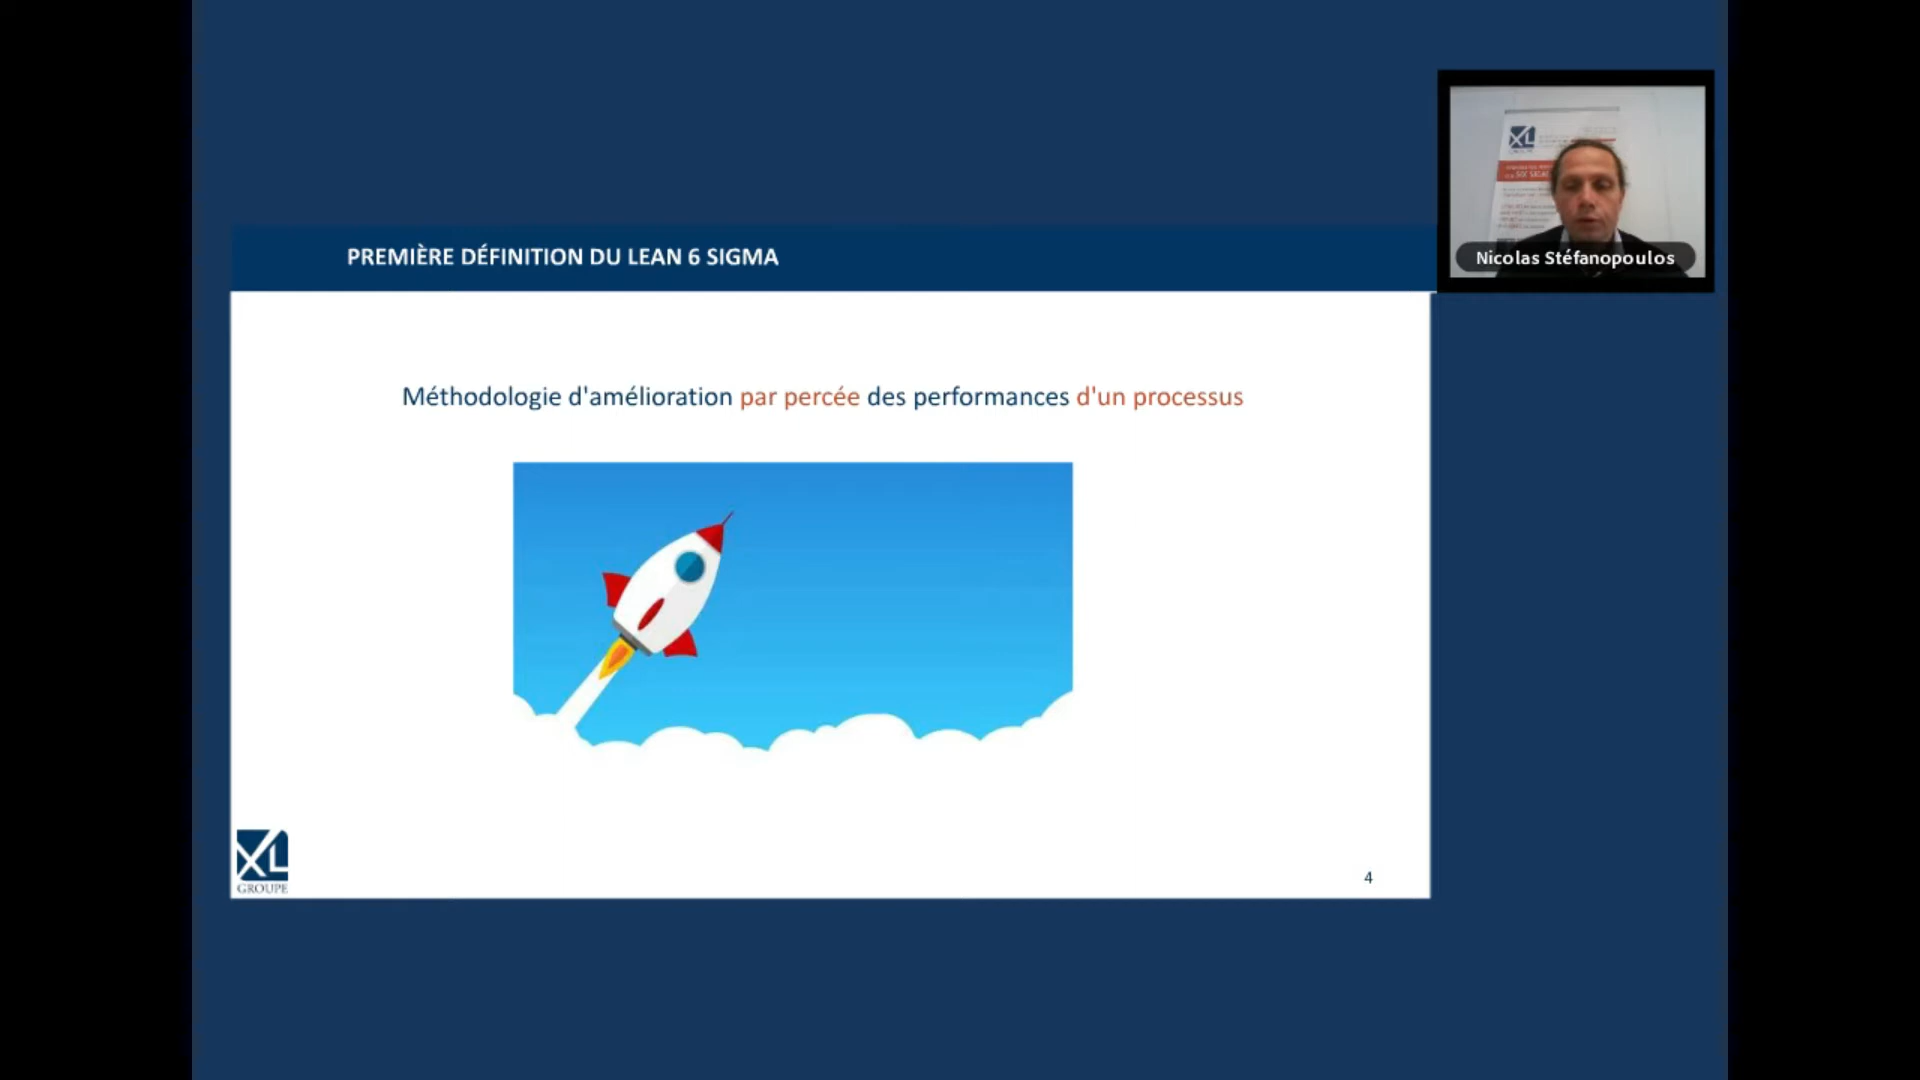 PREMIÈRE DÉFINITION DU LEAN 6 SIGMA
Méthodologie d'amélioration par percée des performances d'un processus
XL
GROUPE
4
XL
Nicolas Stéfanopoulos